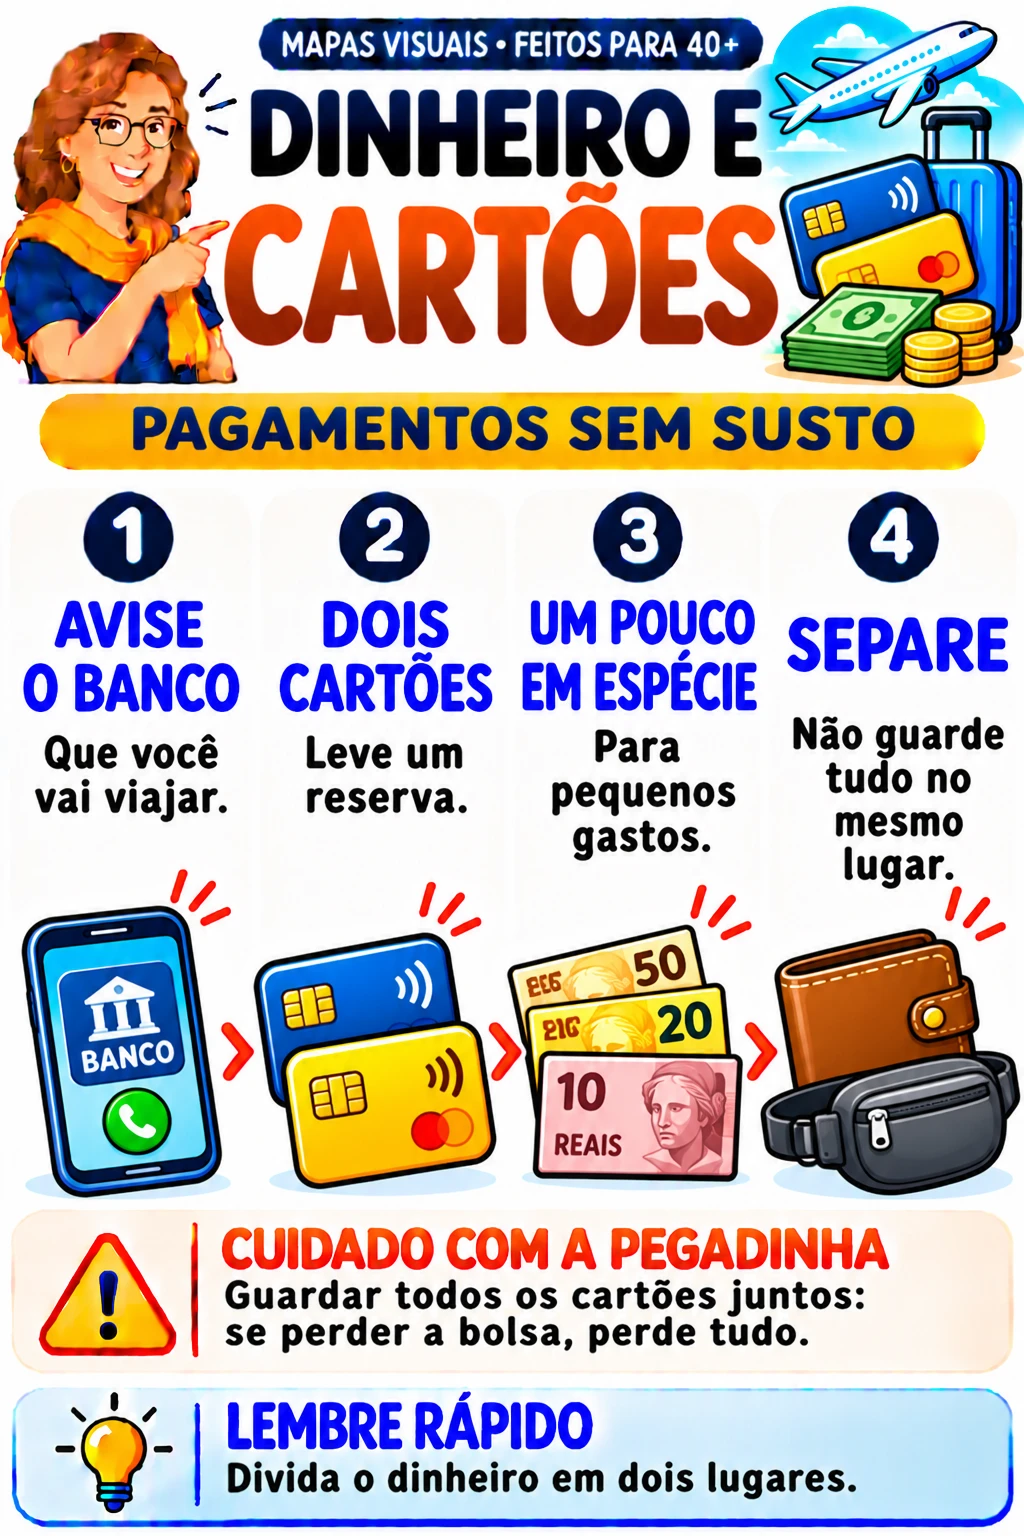 MAPAS VISUAIS • FEITOS PARA 40+
DINHEIRO E
CARTÕES
PAGAMENTOS SEM SUSTO
1
AVISE
O BANCO
Que você
vai viajar.
2
DOIS
CARTÕES
Leve um
reserva.
3
UM POUCO
EM ESPÉCIE
Para
pequenos
gastos.
4
SEPARE
Não guarde
tudo no
mesmo
lugar.
BANCO
50
20
10
REAIS
CUIDADO COM A PEGADINHA
Guardar todos os cartões juntos:
se perder a bolsa, perde tudo.
LEMBRE RÁPIDO
Divida o dinheiro em dois lugares.